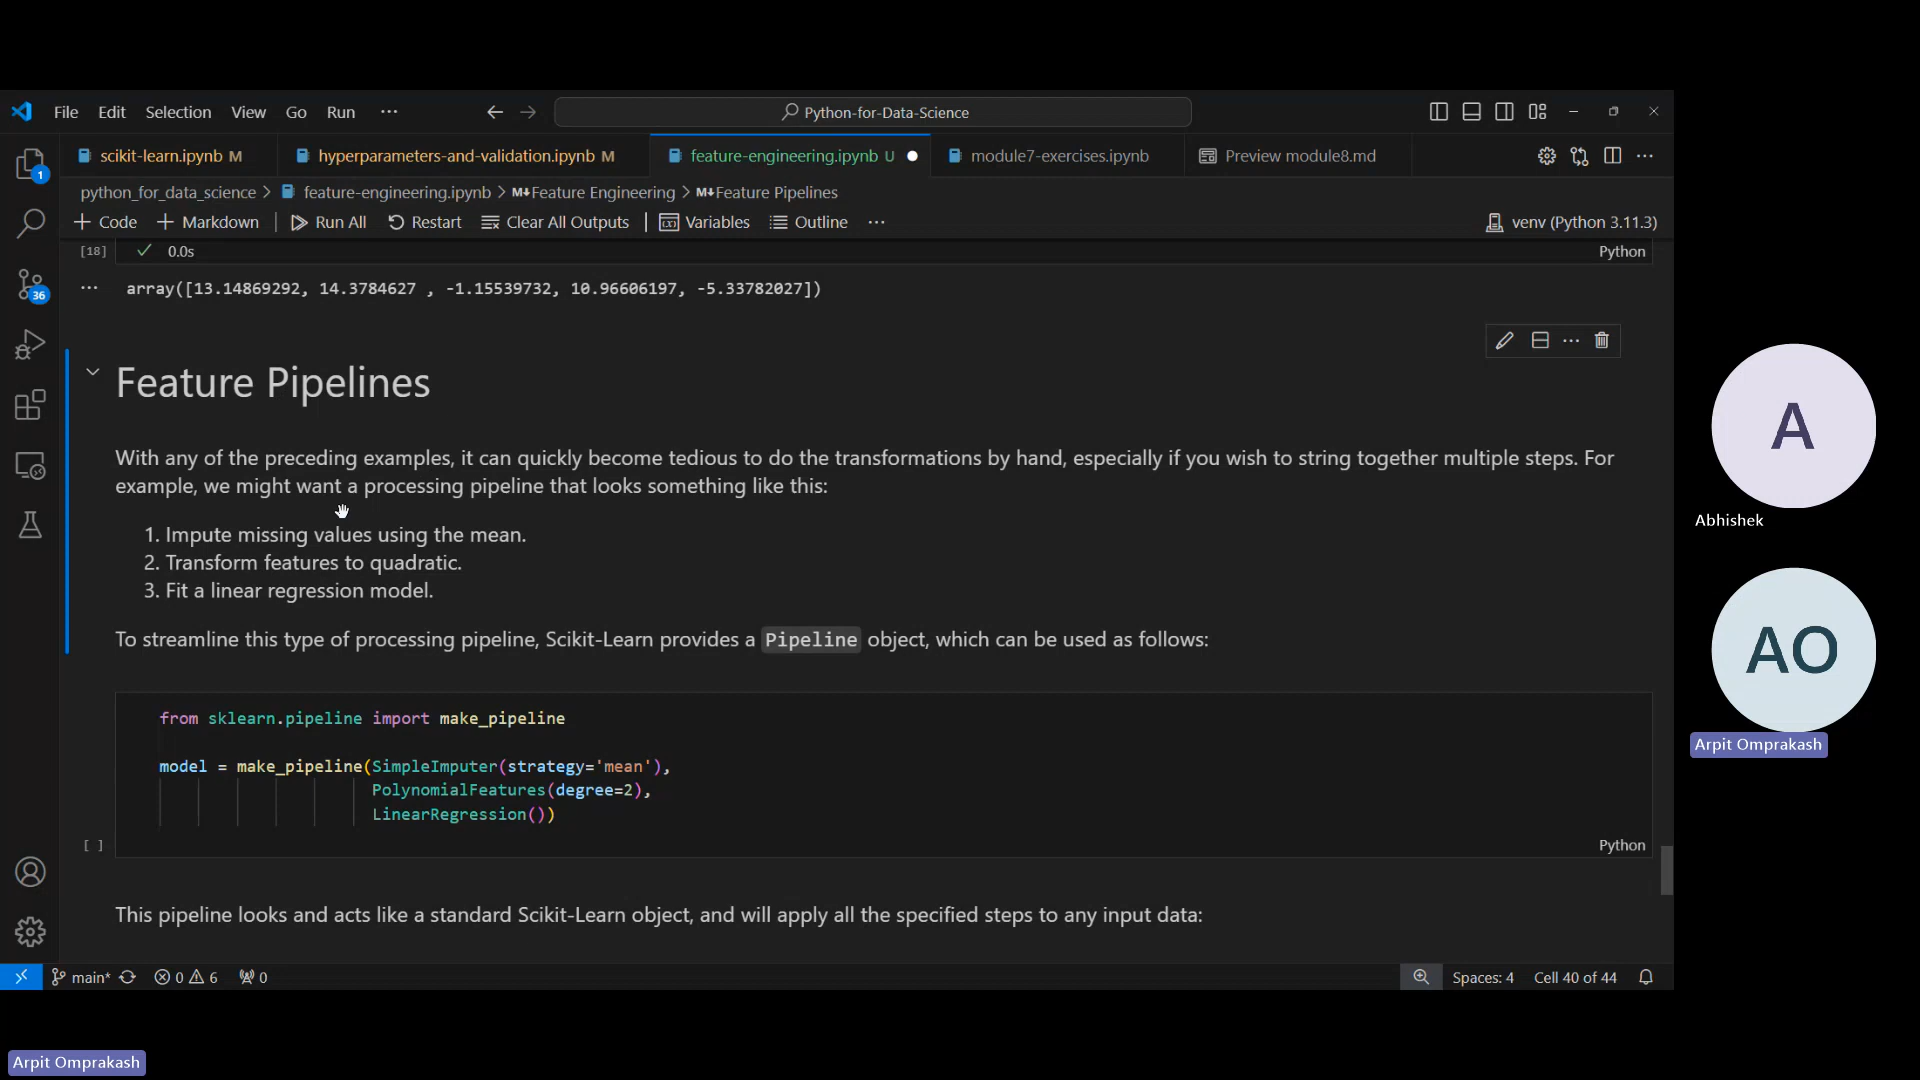 File Edit Selection View Go Run ···
Python-for-Data-Science
scikit-learn.ipynb M
hyperparameters-and-validation.ipynb M
feature-engineering.ipynb U
module7-exercises.ipynb
Preview module8.md
python_for_data_science > feature-engineering.ipynb > M↓Feature Engineering > M↓Feature Pipelines
+ Code + Markdown Run All Restart Clear All Outputs Variables Outline ···
venv (Python 3.11.3)
[18] 0.0s Python
··· array([13.14869292, 14.3784627 , -1.15539732, 10.96606197, -5.33782027])
Feature Pipelines
With any of the preceding examples, it can quickly become tedious to do the transformations by hand, especially if you wish to string together multiple steps. For
example, we might want a processing pipeline that looks something like this:
1. Impute missing values using the mean.
2. Transform features to quadratic.
3. Fit a linear regression model.
To streamline this type of processing pipeline, Scikit-Learn provides a Pipeline object, which can be used as follows:
from sklearn.pipeline import make_pipeline
model = make_pipeline(SimpleImputer(strategy='mean'),
PolynomialFeatures(degree=2),
LinearRegression())
[ ] Python
This pipeline looks and acts like a standard Scikit-Learn object, and will apply all the specified steps to any input data:
1
36
main* 0 6 0
Spaces: 4 Cell 40 of 44
A
Abhishek
AO
Arpit Omprakash
Arpit Omprakash